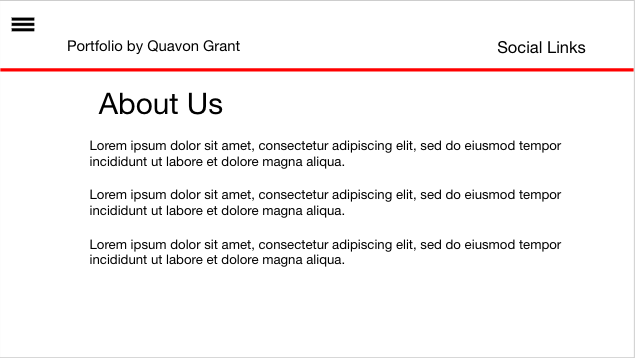 Portfolio by Quavon Grant
Social Links
About Us
Lorem ipsum dolor sit amet, consectetur adipiscing elit, sed do eiusmod tempor
incididunt ut labore et dolore magna aliqua.
Lorem ipsum dolor sit amet, consectetur adipiscing elit, sed do eiusmod tempor
incididunt ut labore et dolore magna aliqua.
Lorem ipsum dolor sit amet, consectetur adipiscing elit, sed do eiusmod tempor
incididunt ut labore et dolore magna aliqua.